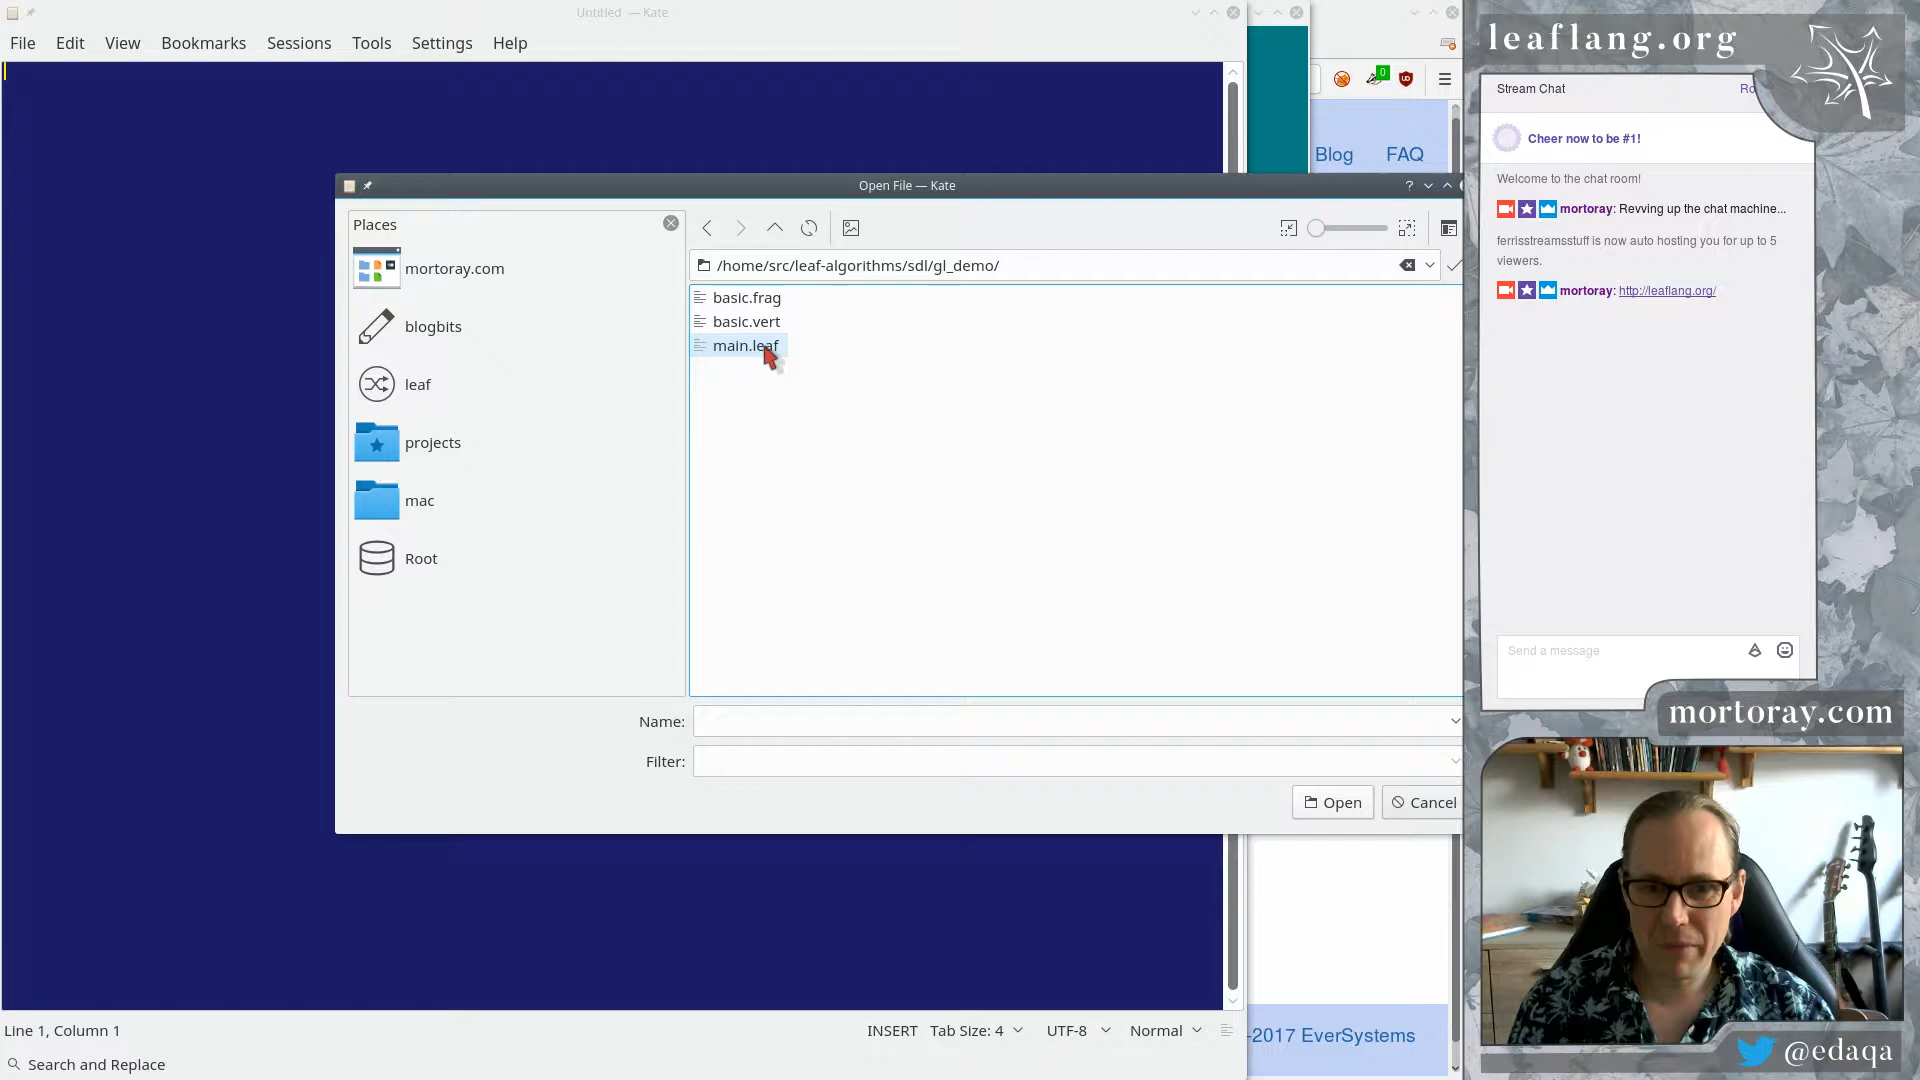 Untitled — Kate
File Edit View Bookmarks Sessions Tools Settings Help
0
Blog FAQ
Open File — Kate
?
Places
mortoray.com
blogbits
leaf
projects
mac
Root
/home/src/leaf-algorithms/sdl/gl_demo/
basic.frag
basic.vert
main.leaf
Name:
Filter:
Open Cancel
-2017 EverSystems
Line 1, Column 1 INSERT Tab Size: 4 UTF-8 Normal
Search and Replace
leaflang.org
Stream Chat Ro
Cheer now to be #1!
Welcome to the chat room!
mortoray: Revving up the chat machine...
ferrisstreamsstuff is now auto hosting you for up to 5
viewers.
mortoray: http://leaflang.org/
Send a message
mortoray.com
@edaqa